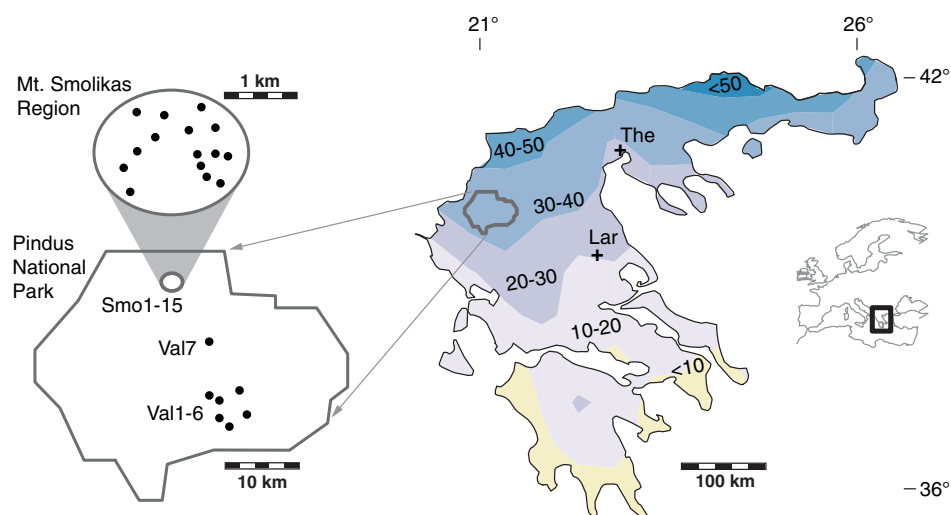 21°
26°
42°
Mt. Smolikas
Region
1 km
<50
The
40-50
30-40
Pindus
National
Park
Lar
20-30
Smo1-15
10-20
Val7
<10
Val1-6
10 km
100 km
36°